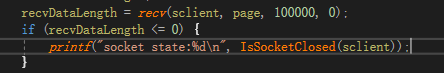 recvDataLength = recv(sclient, page, 100000, 0);
if (recvDataLength <= 0) {
printf("socket state:%d\n", IsSocketClosed(sclient));
}